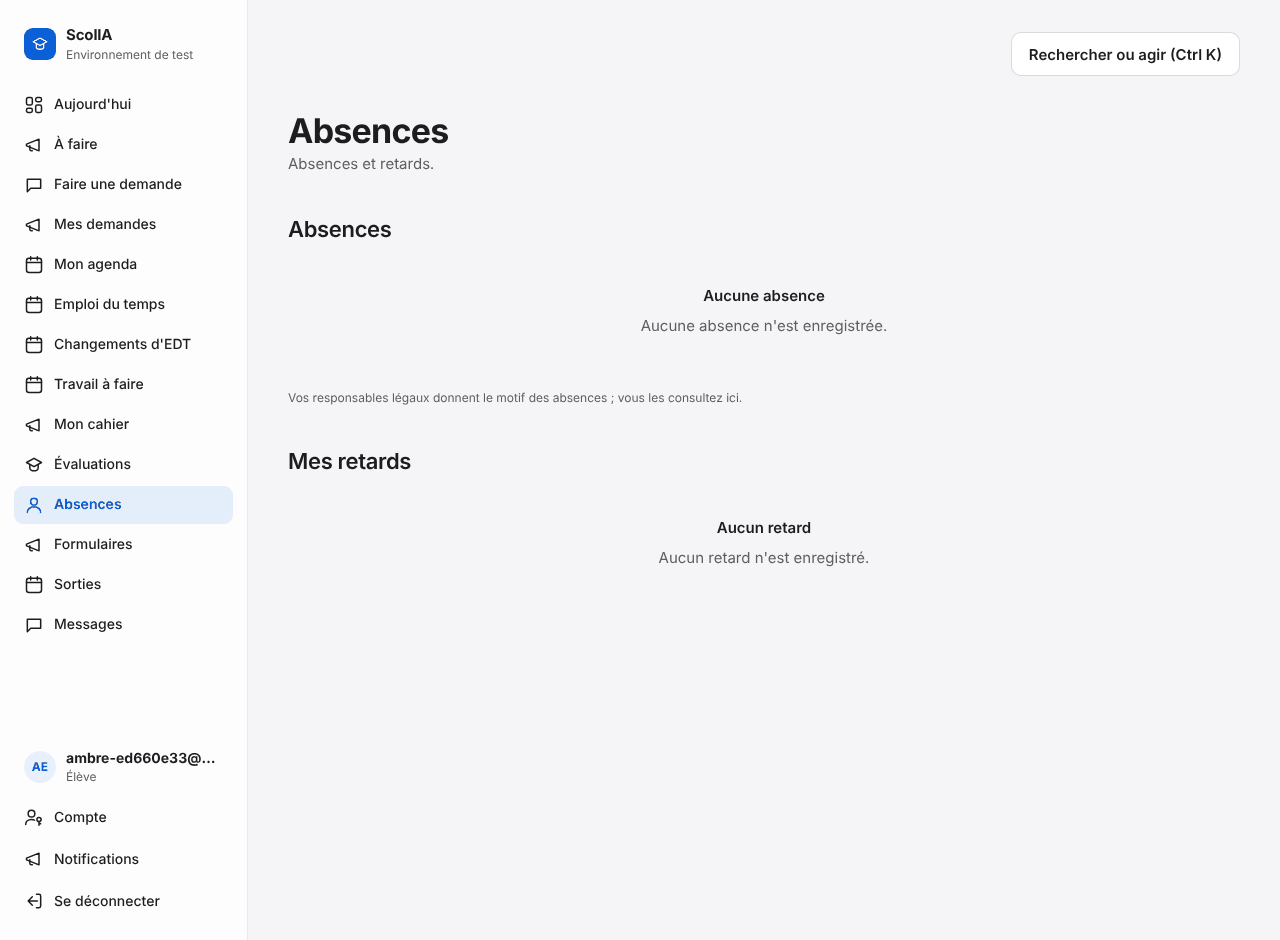 ScolIA
Environnement de test
Aujourd'hui
À faire
Faire une demande
Mes demandes
Mon agenda
Emploi du temps
Changements d'EDT
Travail à faire
Mon cahier
Évaluations
Absences
Formulaires
Sorties
Messages
AE
ambre-ed660e33@...
Élève
Compte
Notifications
Se déconnecter
Rechercher ou agir (Ctrl K)
Absences
Absences et retards.
Absences
Aucune absence
Aucune absence n'est enregistrée.
Vos responsables légaux donnent le motif des absences ; vous les consultez ici.
Mes retards
Aucun retard
Aucun retard n'est enregistré.